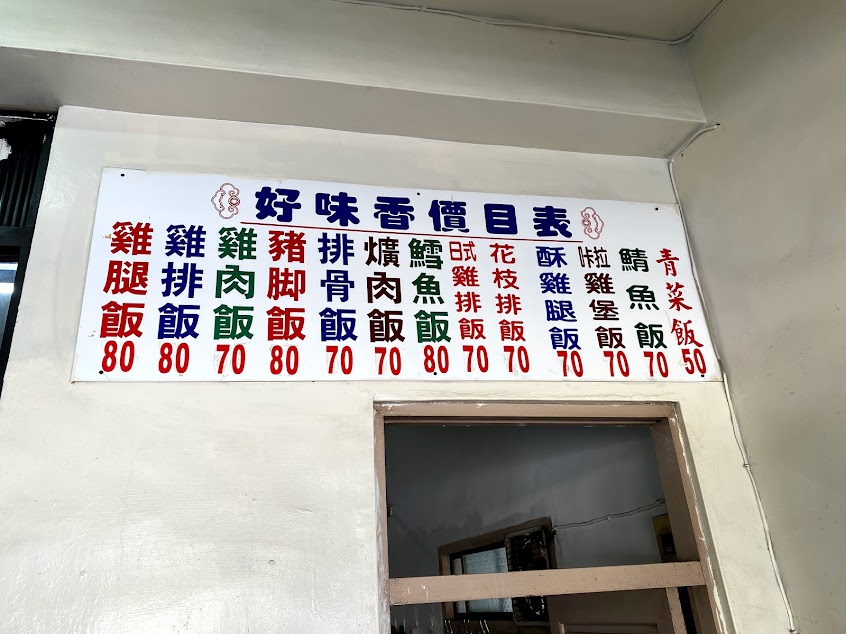 好味香價目表
雞腿飯 80
雞排飯 80
雞肉飯 70
豬脚飯 80
排骨飯 70
爌肉飯 70
鱈魚飯 80
日式雞排飯 70
花枝排飯 70
酥雞腿飯 70
咔拉雞堡飯 70
鯖魚飯 70
青菜飯 50